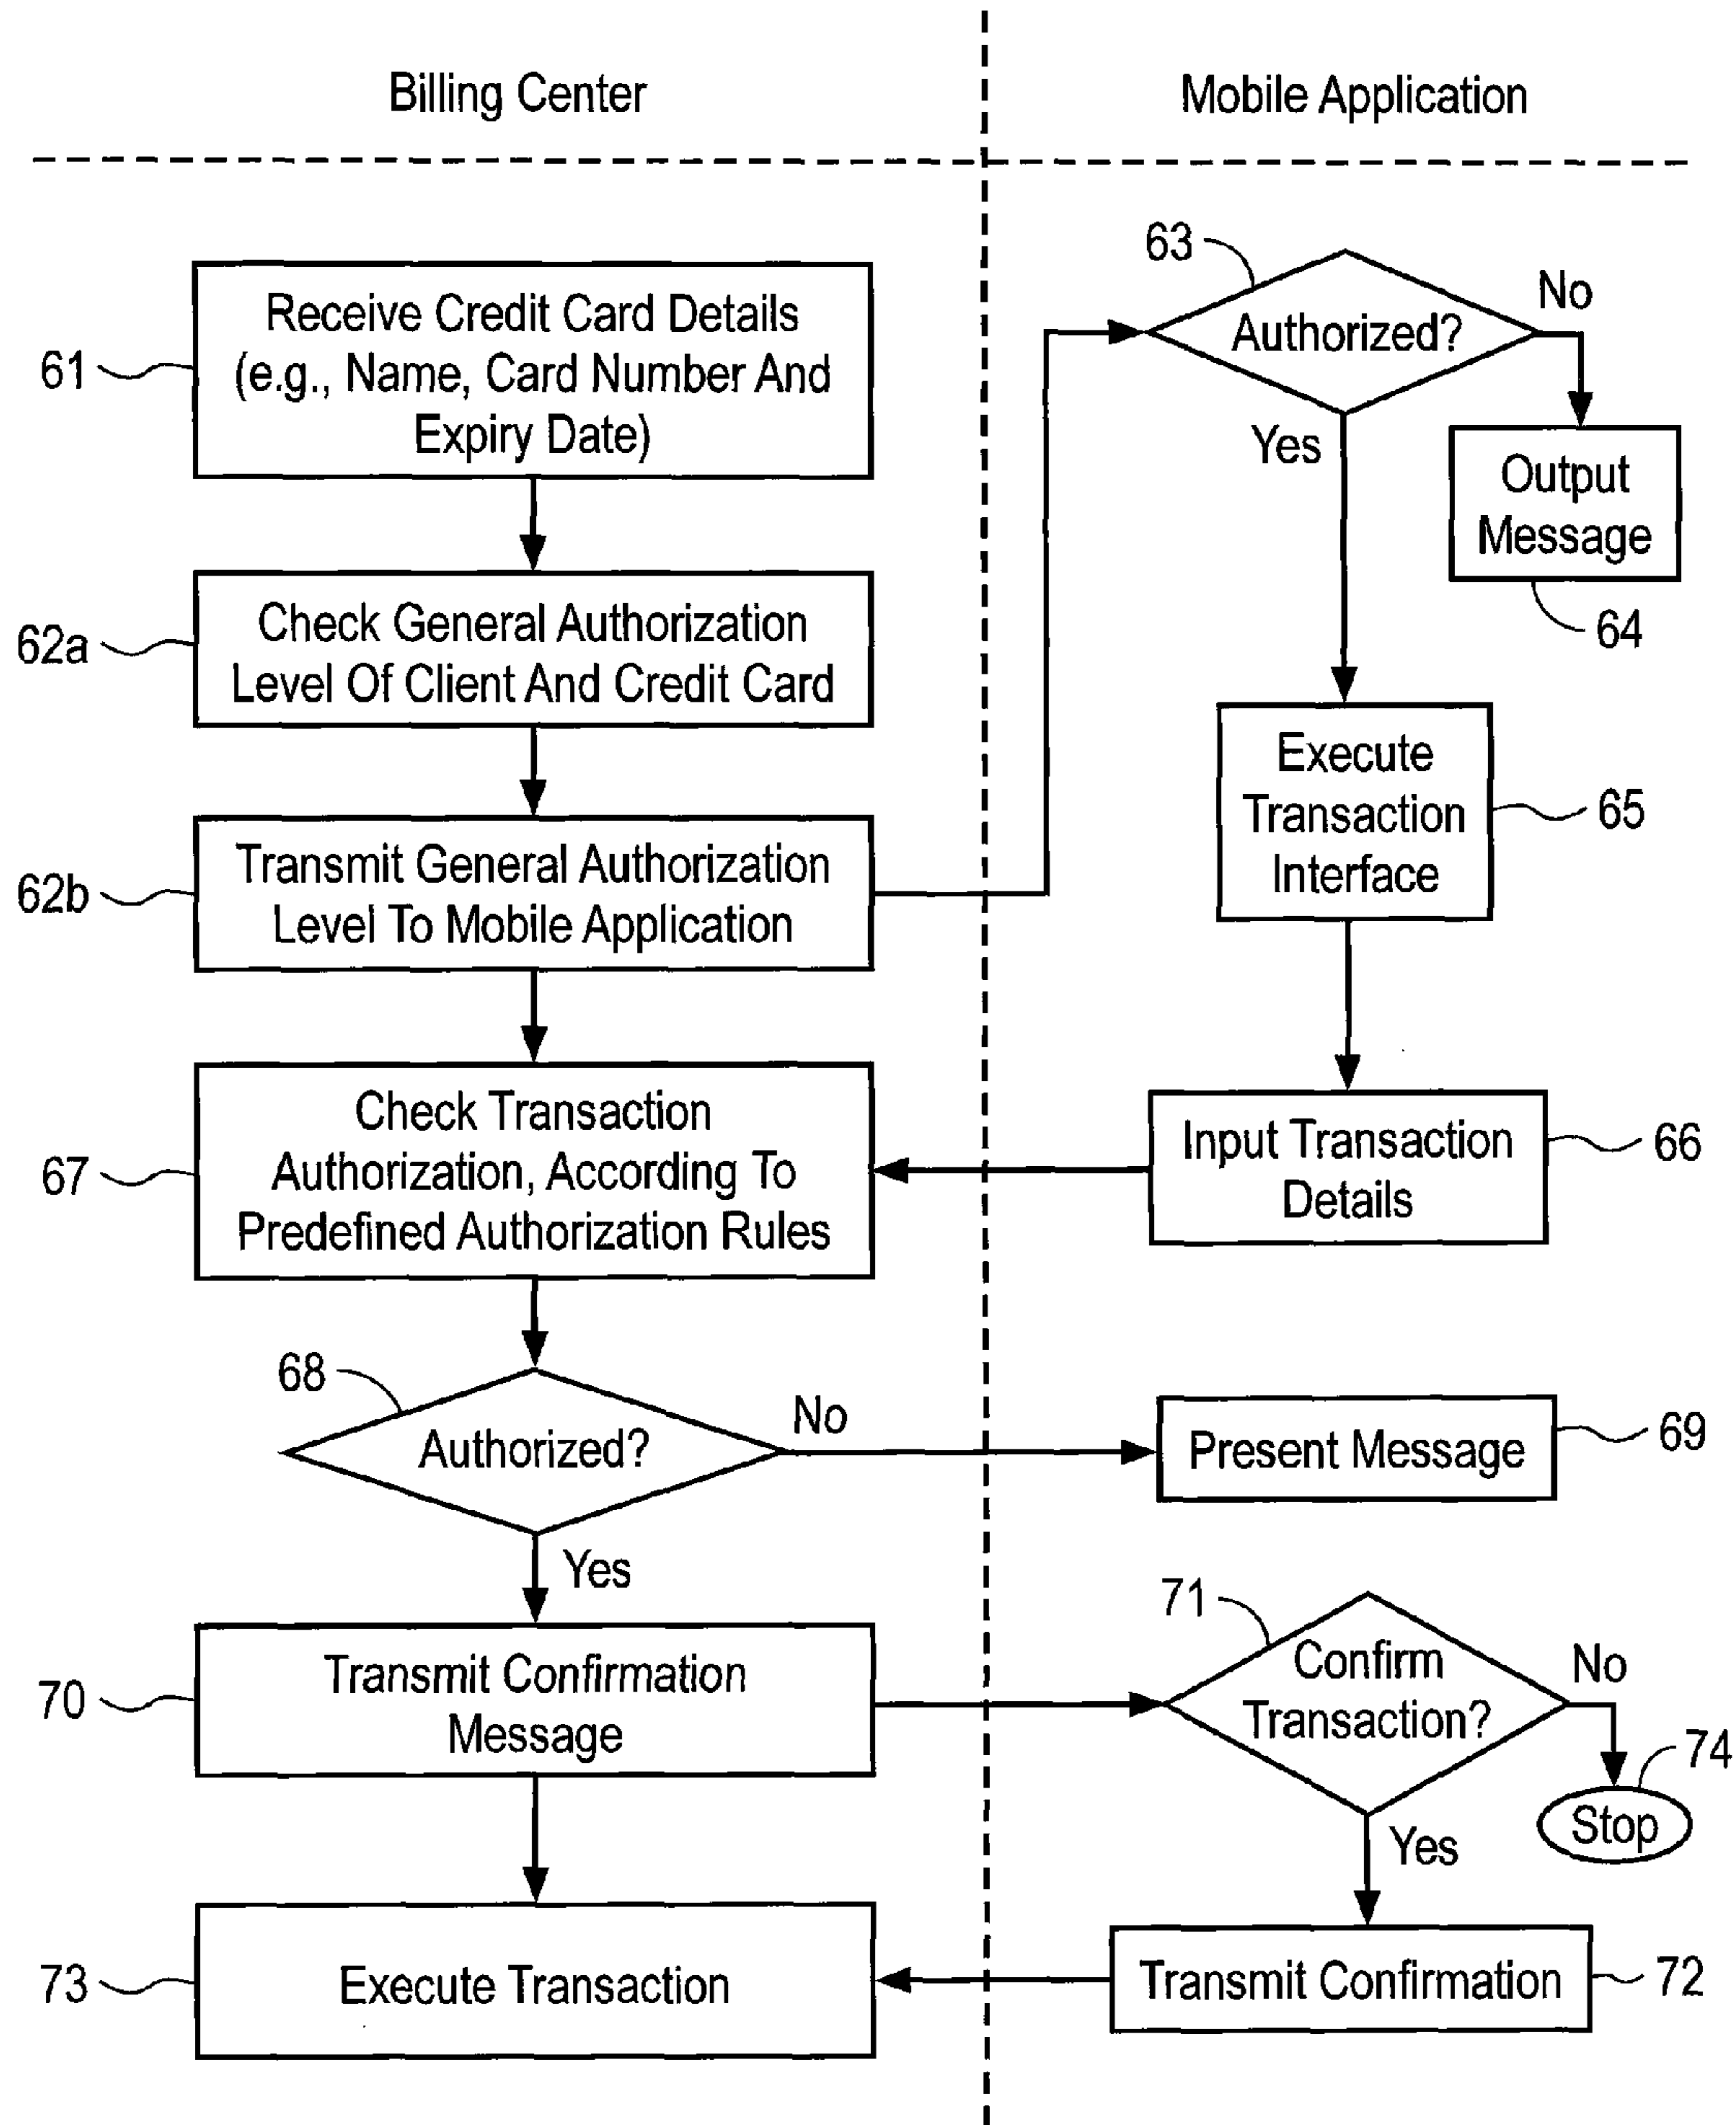 Billing Center
Mobile Application
61
Receive Credit Card Details
(e.g., Name, Card Number And
Expiry Date)
62a
Check General Authorization
Level Of Client And Credit Card
62b
Transmit General Authorization
Level To Mobile Application
63
Authorized?
No
Yes
Output
Message
64
Execute
Transaction
Interface
65
Input Transaction
Details
66
67
Check Transaction
Authorization, According To
Predefined Authorization Rules
68
Authorized?
No
Yes
Present Message
69
70
Transmit Confirmation
Message
71
Confirm
Transaction?
No
Yes
74
Stop
Transmit Confirmation
72
73
Execute Transaction